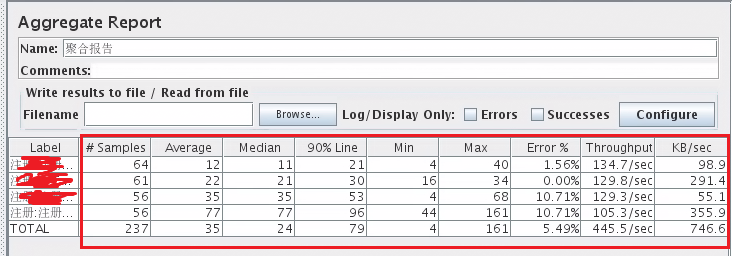 Aggregate Report
Name: 聚合报告
Comments:
Write results to file / Read from file
Filename Browse... Log/Display Only: Errors Successes Configure
Label # Samples Average Median 90% Line Min Max Error % Throughput KB/sec
64 12 11 21 4 40 1.56% 134.7/sec 98.9
61 22 21 30 16 34 0.00% 129.8/sec 291.4
56 35 35 53 4 68 10.71% 129.3/sec 55.1
注册:注册... 56 77 77 96 44 161 10.71% 105.3/sec 355.9
TOTAL 237 35 24 79 4 161 5.49% 445.5/sec 746.6